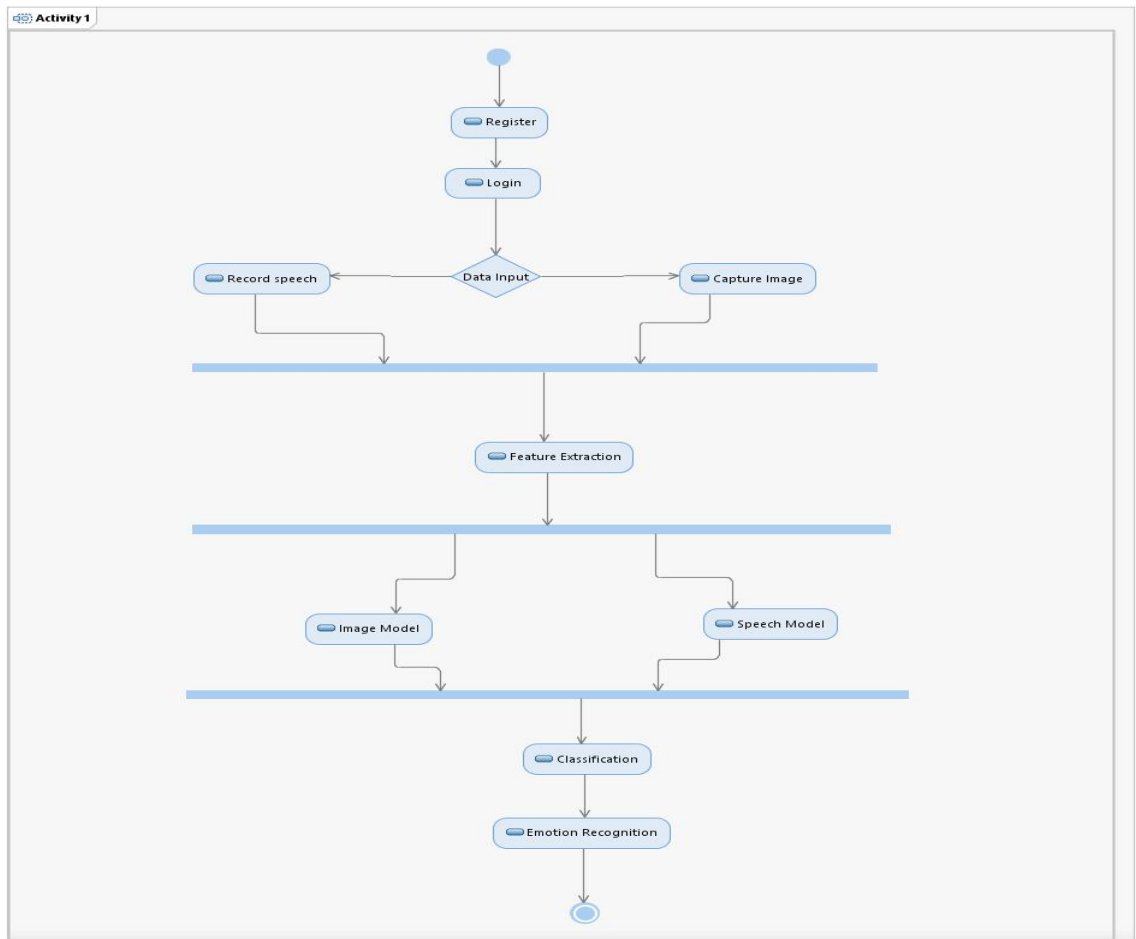 Activity 1
Register
Login
Record speech
Data Input
Capture Image
Feature Extraction
Image Model
Speech Model
Classification
Emotion Recognition